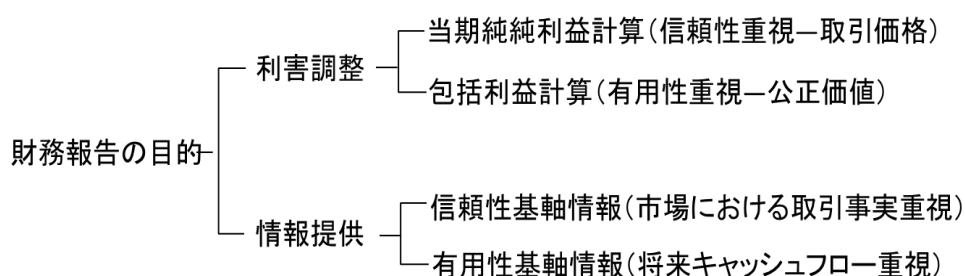 当期純純利益計算（信頼性重視―取引価格）
利害調整
包括利益計算（有用性重視―公正価値）
財務報告の目的
信頼性基軸情報（市場における取引事実重視）
情報提供
有用性基軸情報（将来キャッシュフロー重視）